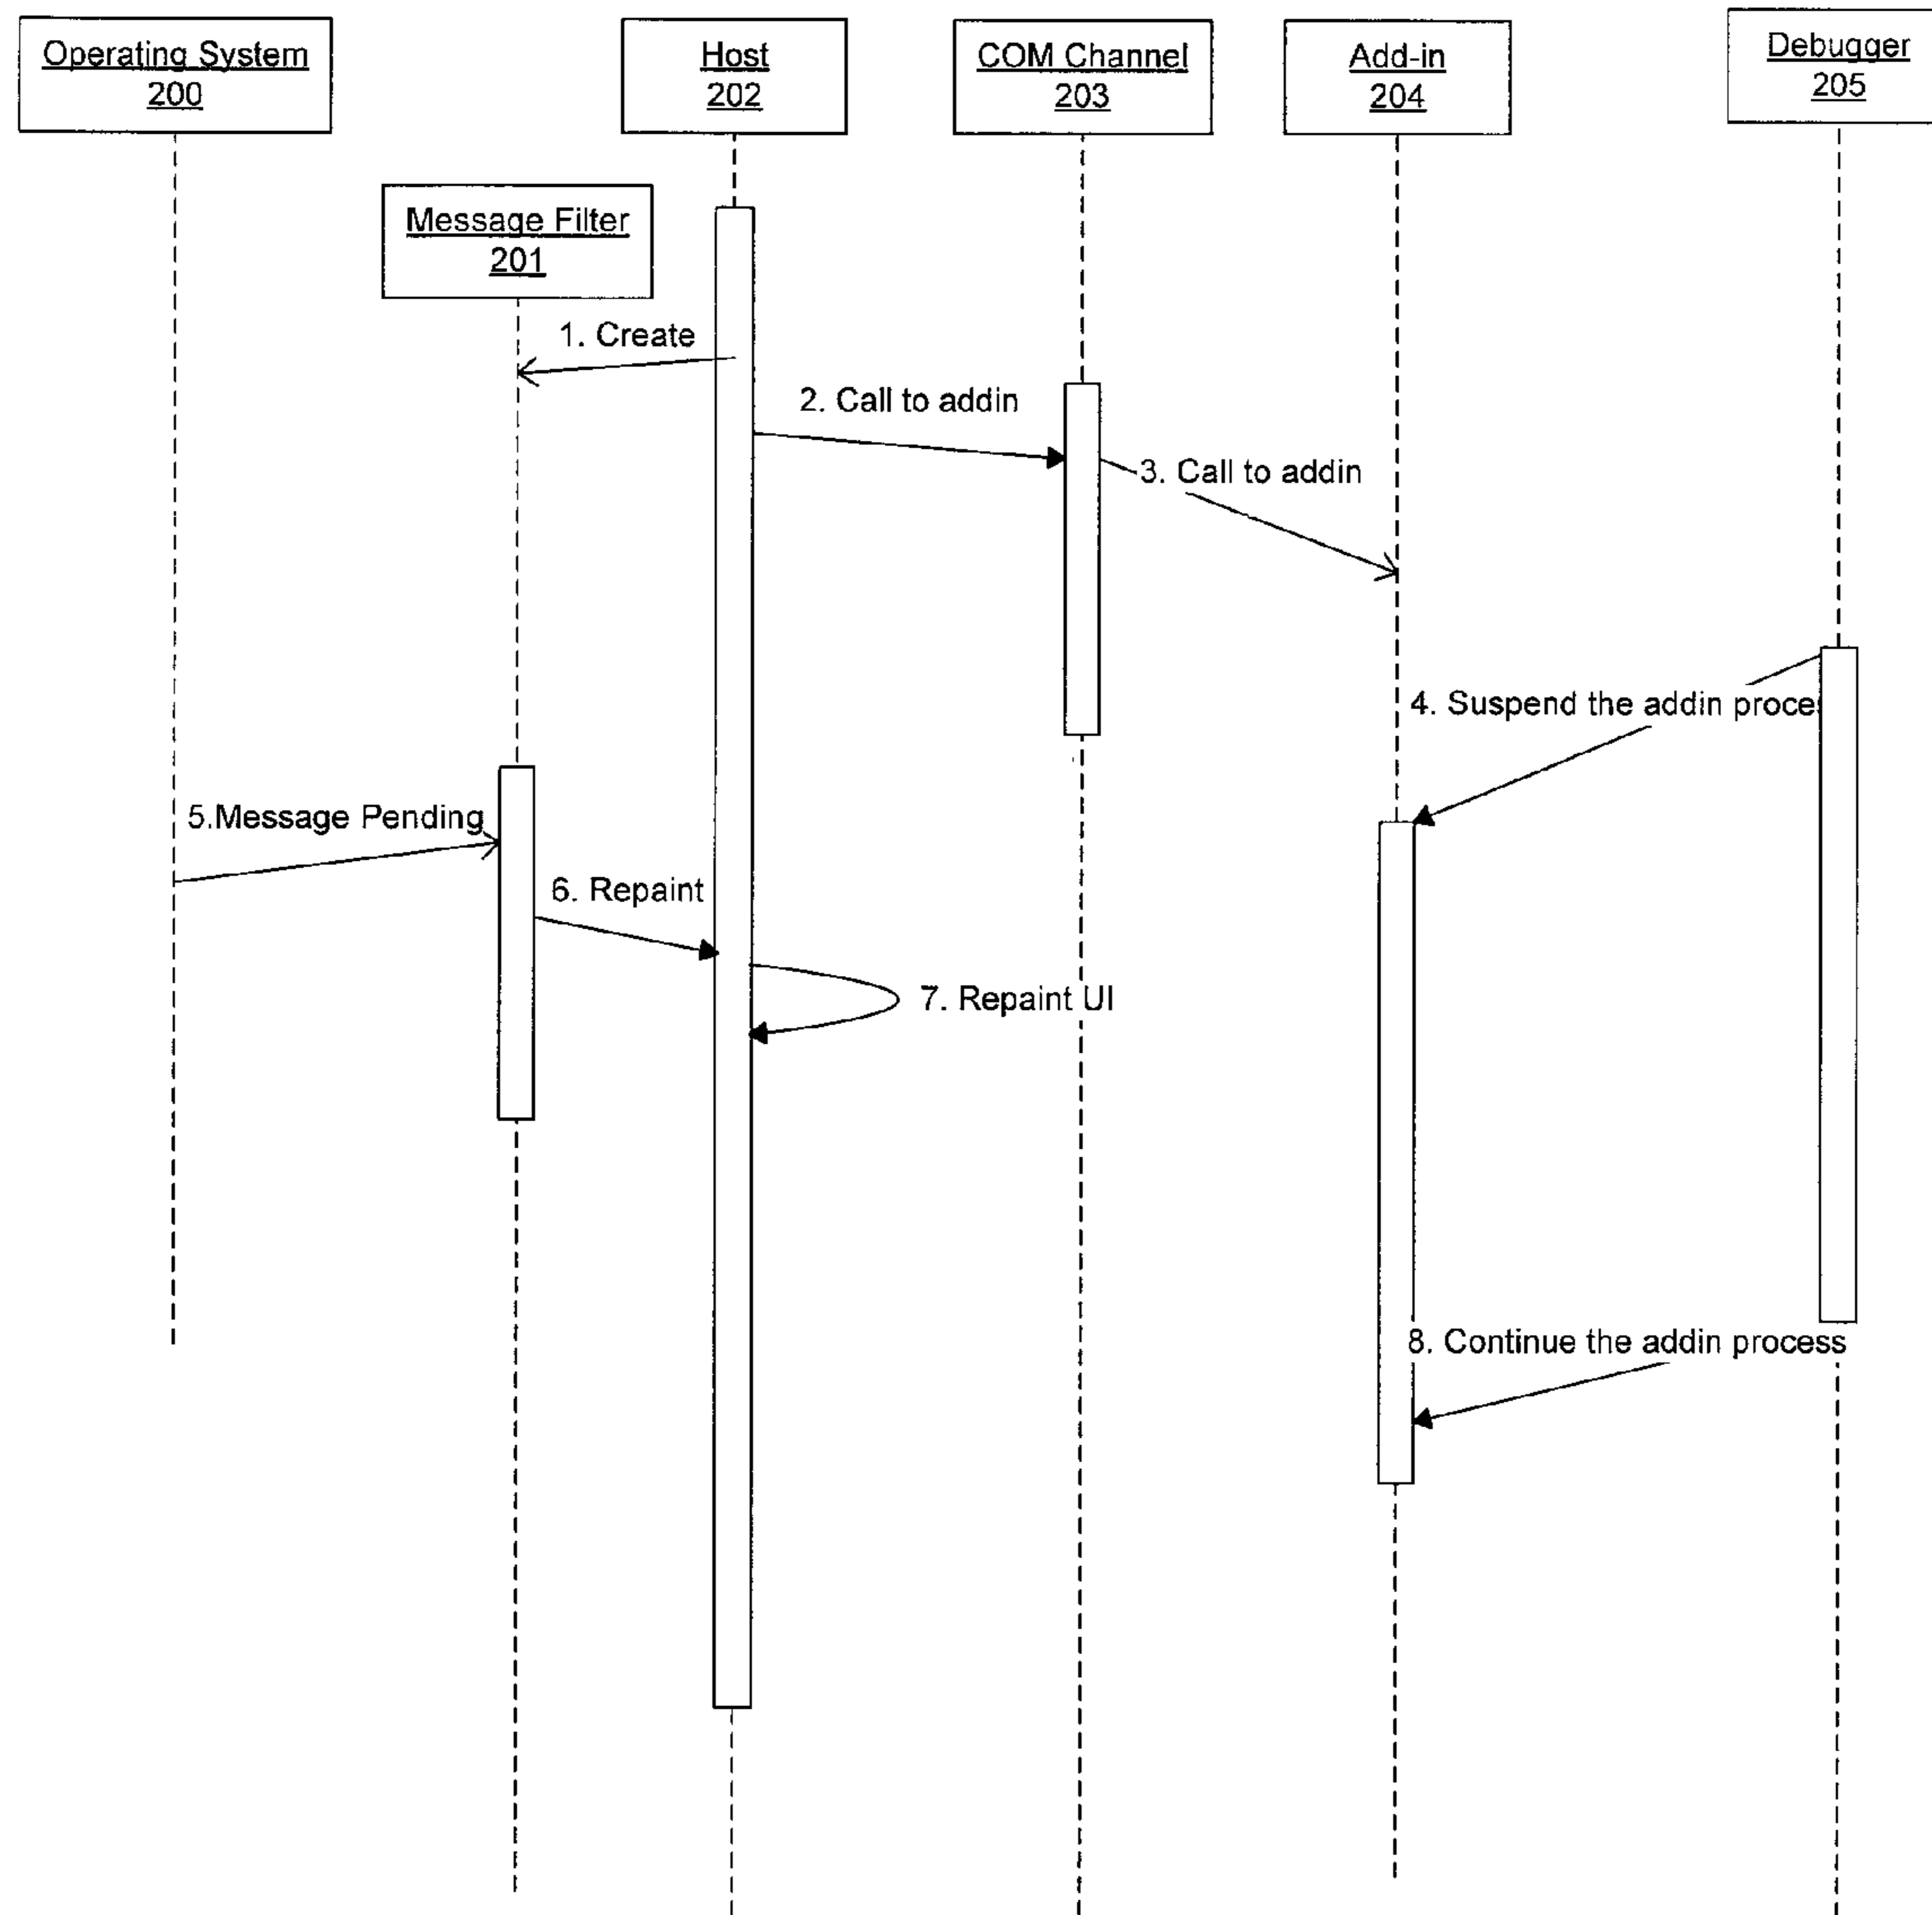 Operating System
200
Host
202
COM Channel
203
Add-in
204
Debugger
205
Message Filter
201
1. Create
2. Call to addin
3. Call to addin
4. Suspend the addin proce
5.Message Pending
6. Repaint
7. Repaint UI
8. Continue the addin process